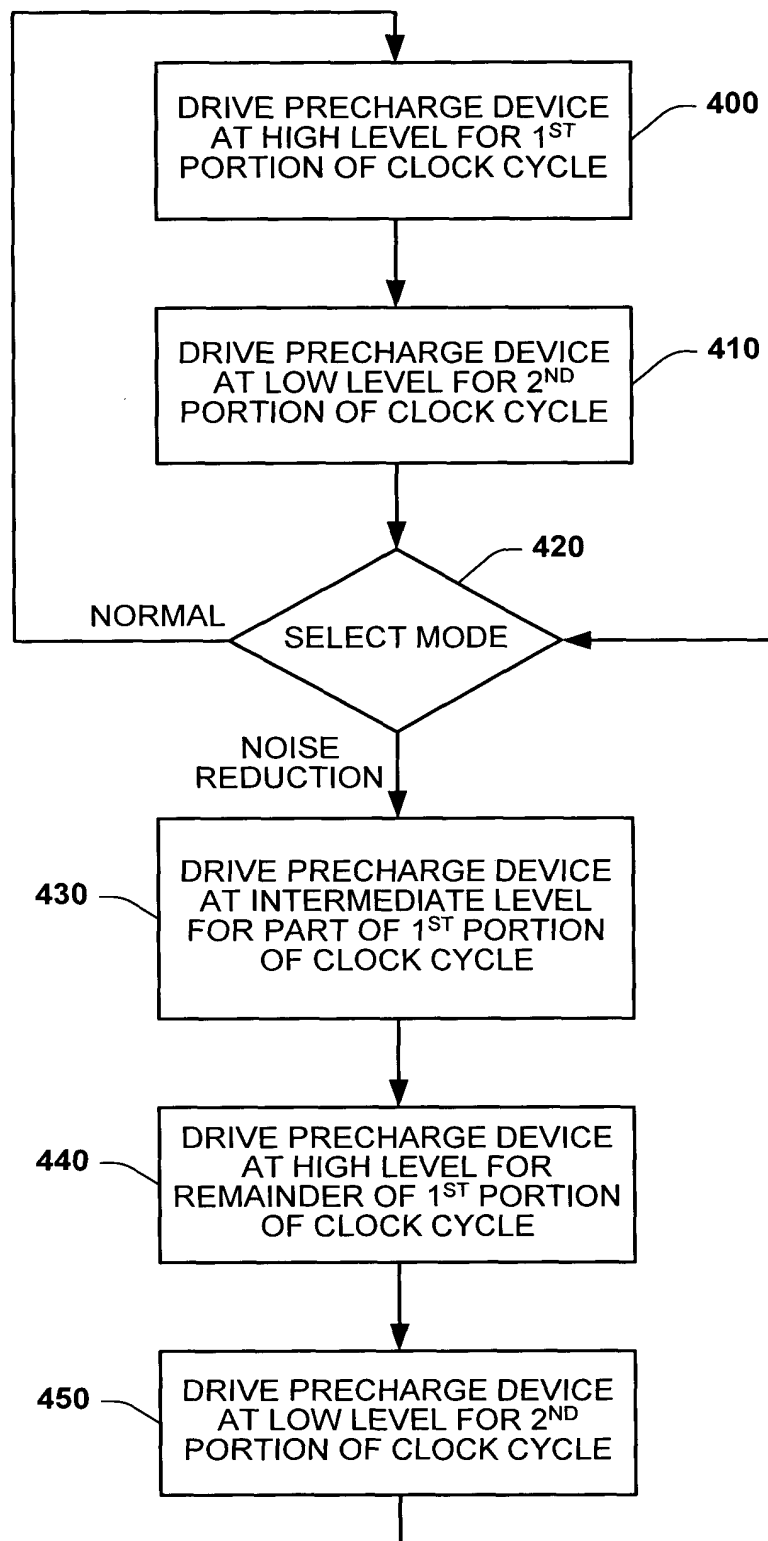 DRIVE PRECHARGE DEVICE
AT HIGH LEVEL FOR 1ST
PORTION OF CLOCK CYCLE
400
DRIVE PRECHARGE DEVICE
AT LOW LEVEL FOR 2ND
PORTION OF CLOCK CYCLE
410
420
NORMAL
SELECT MODE
NOISE
REDUCTION
430
DRIVE PRECHARGE DEVICE
AT INTERMEDIATE LEVEL
FOR PART OF 1ST PORTION
OF CLOCK CYCLE
440
DRIVE PRECHARGE DEVICE
AT HIGH LEVEL FOR
REMAINDER OF 1ST PORTION
OF CLOCK CYCLE
450
DRIVE PRECHARGE DEVICE
AT LOW LEVEL FOR 2ND
PORTION OF CLOCK CYCLE